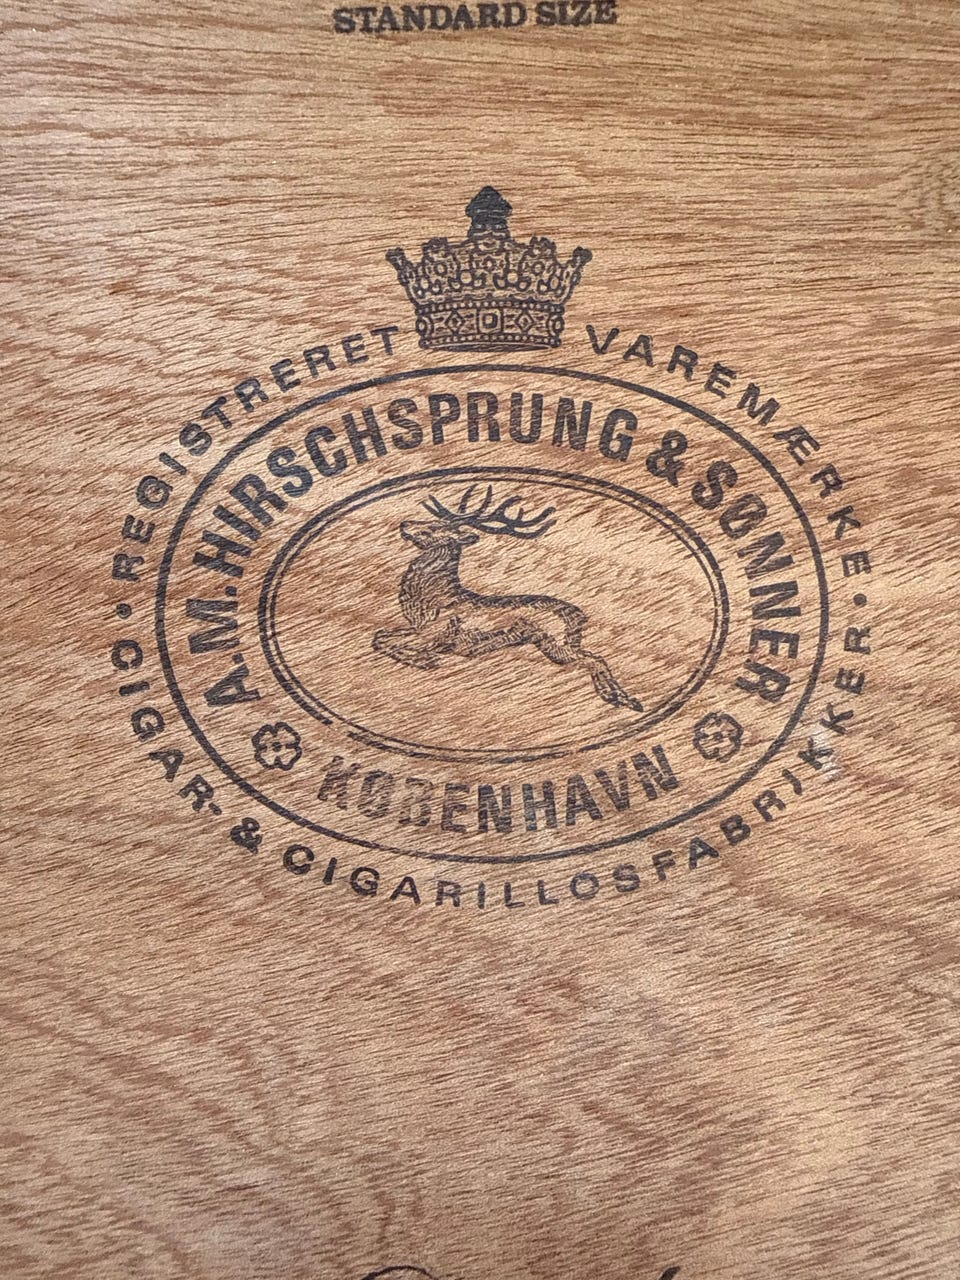 STANDARD SIZE
REGISTRERET VAREMÆRKE
A.M. HIRSCHSPRUNG & SØNNER
KØBENHAVN
CIGAR- & CIGARILLOSFABRIKKER